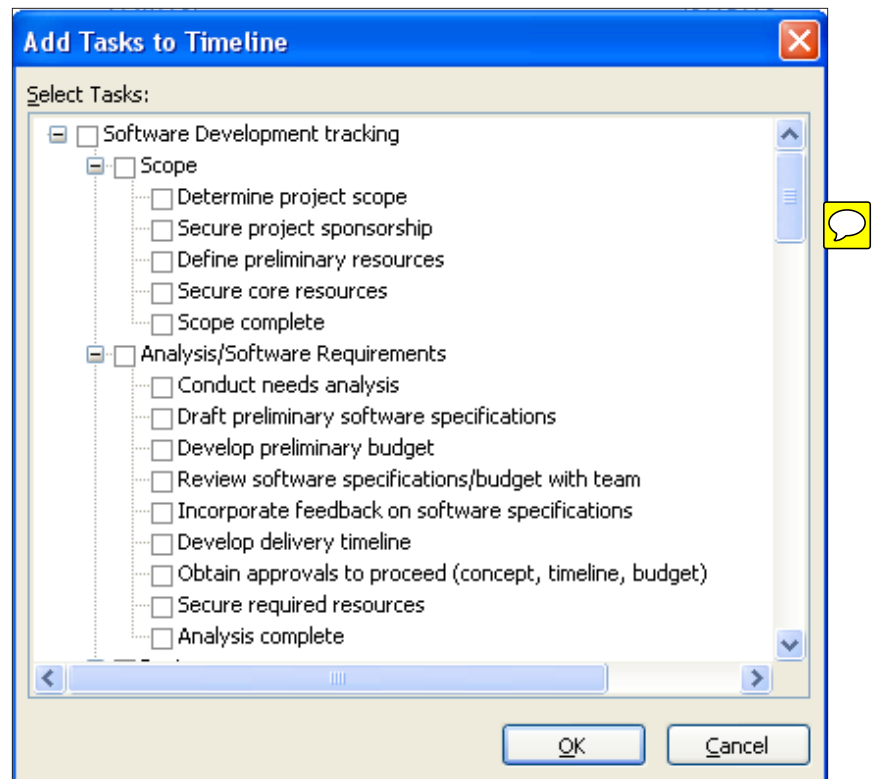 Add Tasks to Timeline
Select Tasks:
Software Development tracking
Scope
Determine project scope
Secure project sponsorship
Define preliminary resources
Secure core resources
Scope complete
Analysis/Software Requirements
Conduct needs analysis
Draft preliminary software specifications
Develop preliminary budget
Review software specifications/budget with team
Incorporate feedback on software specifications
Develop delivery timeline
Obtain approvals to proceed (concept, timeline, budget)
Secure required resources
Analysis complete
OK Cancel